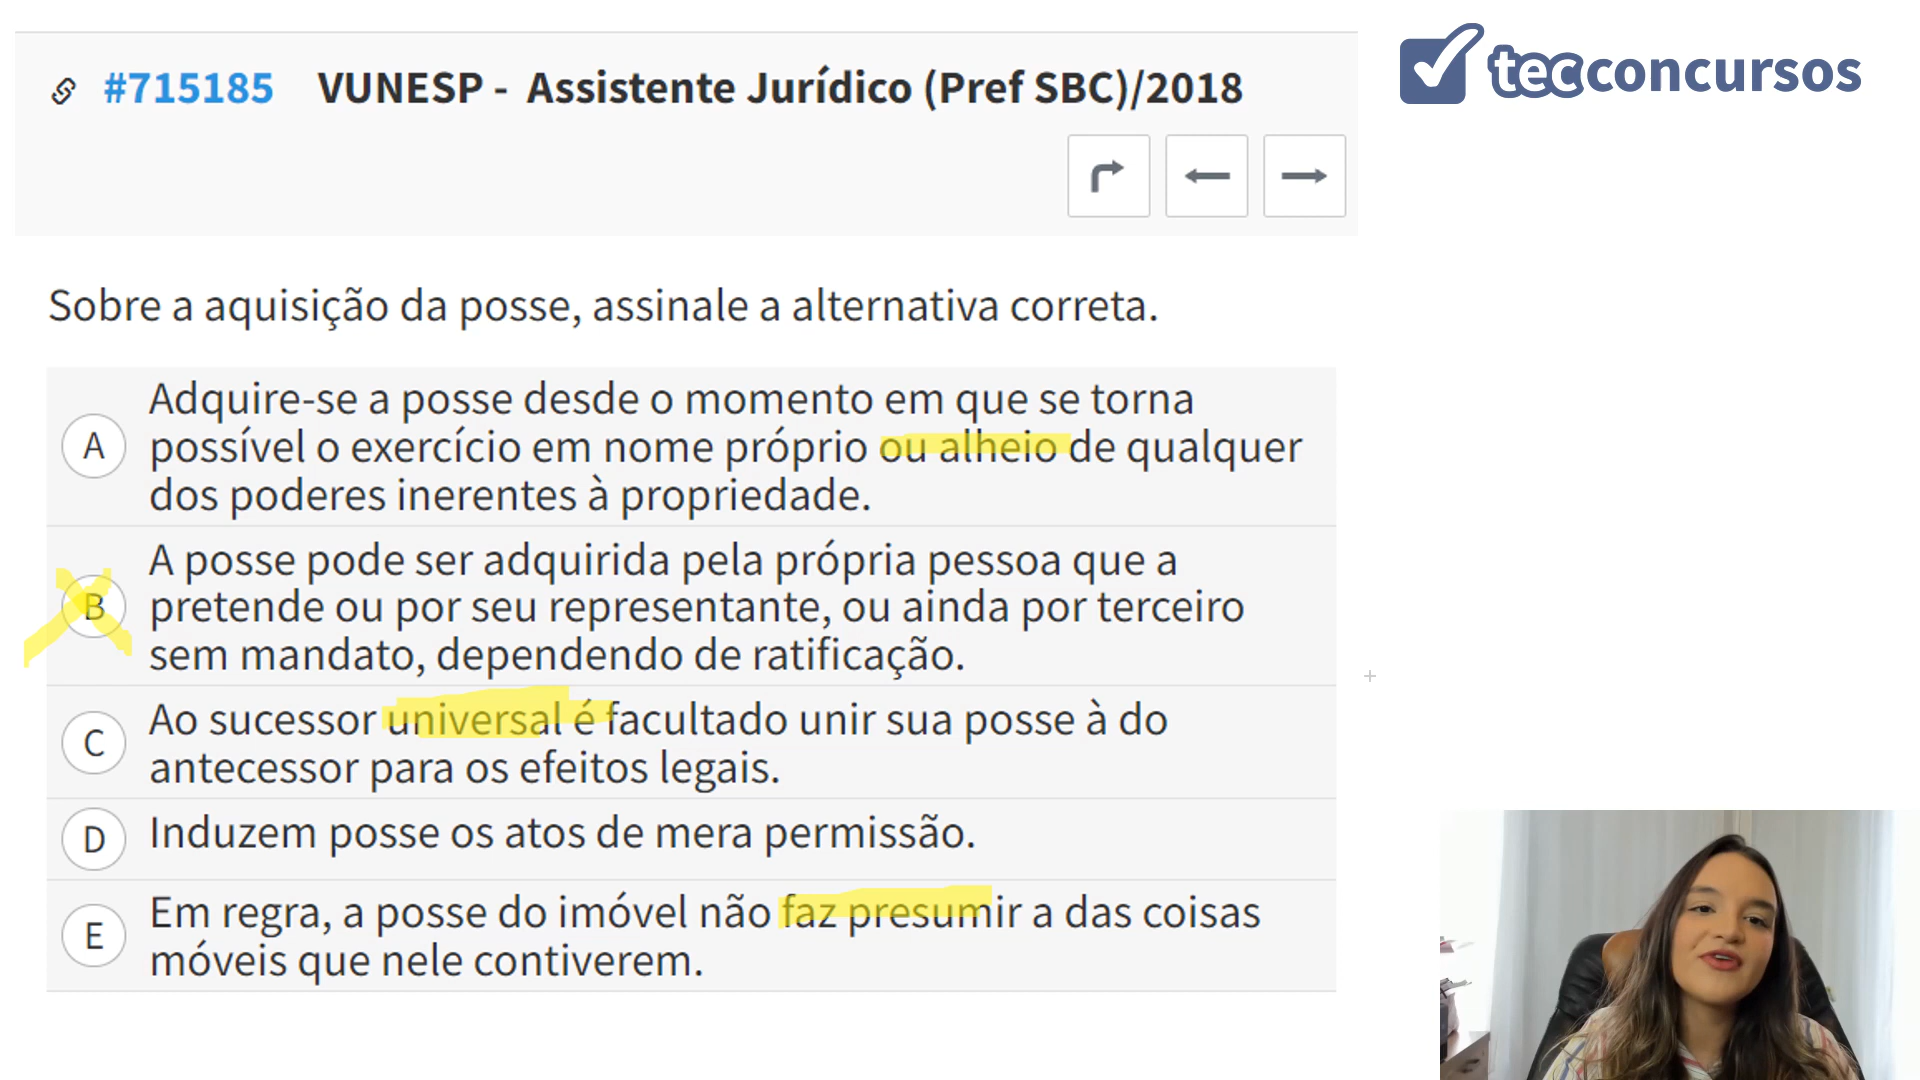 #715185 VUNESP - Assistente Jurídico (Pref SBC)/2018
tecconcursos
Sobre a aquisição da posse, assinale a alternativa correta.
A
Adquire-se a posse desde o momento em que se torna
possível o exercício em nome próprio ou alheio de qualquer
dos poderes inerentes à propriedade.
B
A posse pode ser adquirida pela própria pessoa que a
pretende ou por seu representante, ou ainda por terceiro
sem mandato, dependendo de ratificação.
C
Ao sucessor universal é facultado unir sua posse à do
antecessor para os efeitos legais.
D
Induzem posse os atos de mera permissão.
E
Em regra, a posse do imóvel não faz presumir a das coisas
móveis que nele contiverem.